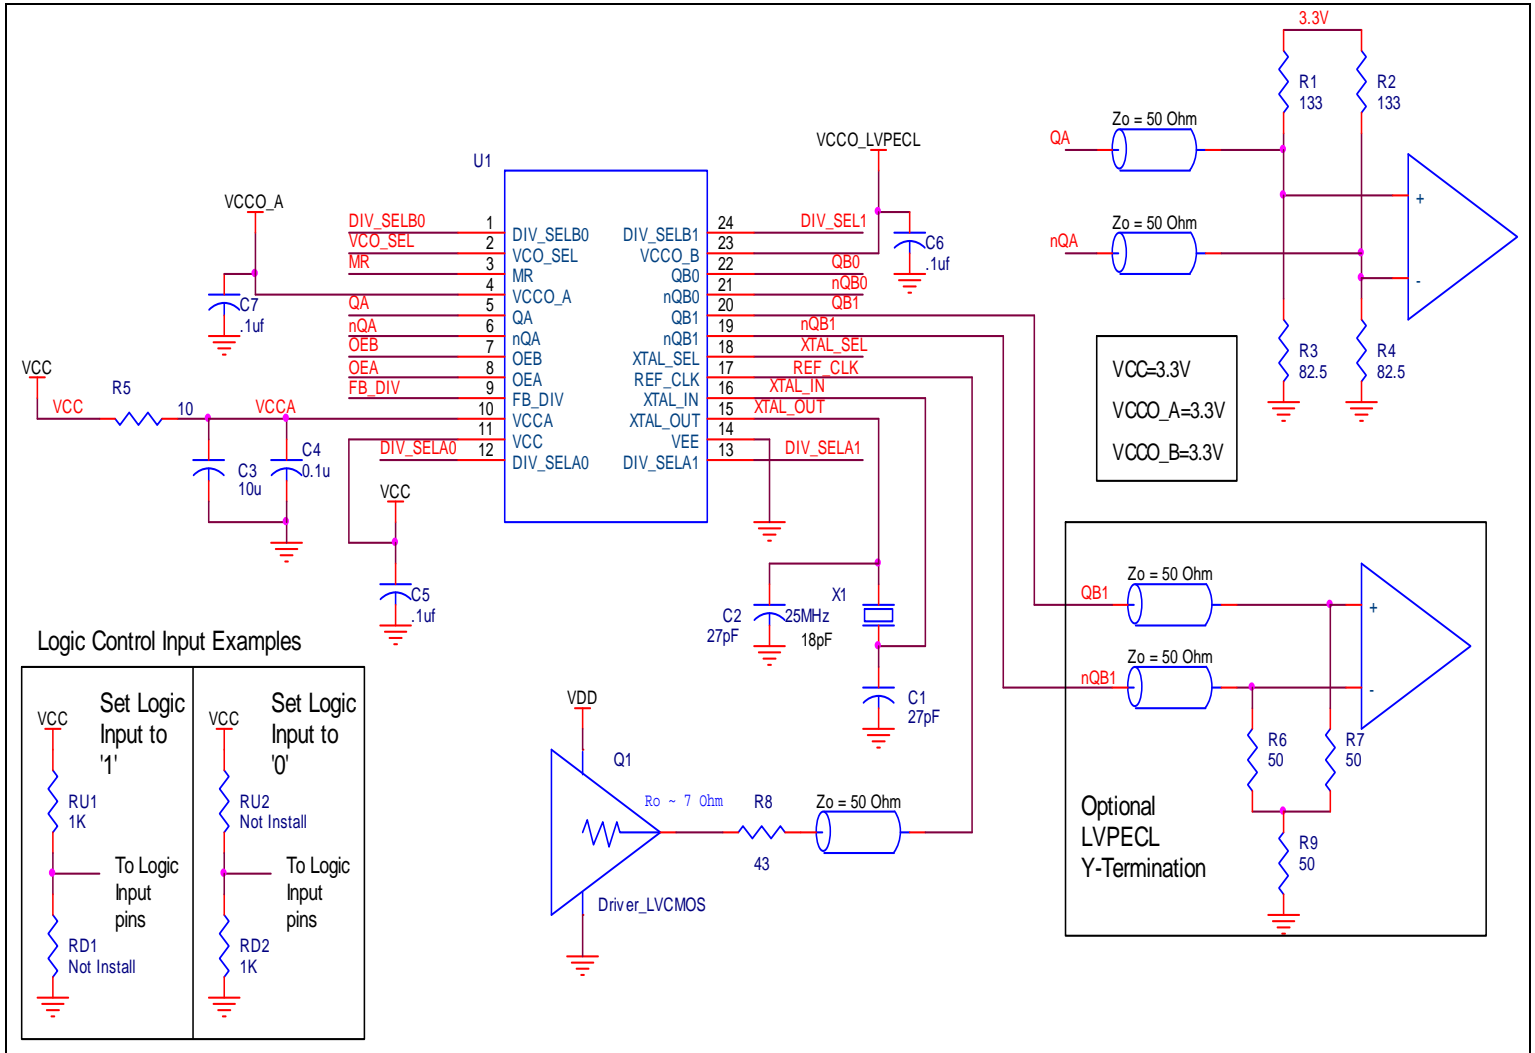 3.3V
R1
133
R2
133
Zo = 50 Ohm
QA
+
Zo = 50 Ohm
nQA
-
R3
82.5
R4
82.5
VCCO_LVPECL
U1
VCCO_A
C7
.1uf
C6
.1uf
DIV_SELB0
VCO_SEL
MR
QA
nQA
OEB
OEA
FB_DIV
1
2
3
4
5
6
7
8
9
10
11
12
DIV_SELB0
VCO_SEL
MR
VCCO_A
QA
nQA
OEB
OEA
FB_DIV
VCCA
VCC
DIV_SELA0
DIV_SELB1
VCCO_B
QB0
nQB0
QB1
nQB1
XTAL_SEL
REF_CLK
XTAL_IN
XTAL_OUT
VEE
DIV_SELA1
24
23
22
21
20
19
18
17
16
15
14
13
DIV_SEL1
QB0
nQB0
QB1
nQB1
XTAL_SEL
REF_CLK
XTAL_IN
XTAL_OUT
DIV_SELA1
VCC
R5
VCC
10
VCCA
DIV_SELA0
C3
10u
C4
0.1u
VCC
C5
.1uf
VCC=3.3V
VCCO_A=3.3V
VCCO_B=3.3V
C2
27pF
X1
25MHz
18pF
C1
27pF
QB1
Zo = 50 Ohm
+
nQB1
Zo = 50 Ohm
-
R6
50
R7
50
R9
50
Optional
LVPECL
Y-Termination
Logic Control Input Examples
VCC
Set Logic
Input to
'1'
RU1
1K
To Logic
Input
pins
RD1
Not Install
VCC
Set Logic
Input to
'0'
RU2
Not Install
To Logic
Input
pins
RD2
1K
VDD
Q1
Ro ~ 7 Ohm
R8
43
Zo = 50 Ohm
Driver_LVCMOS